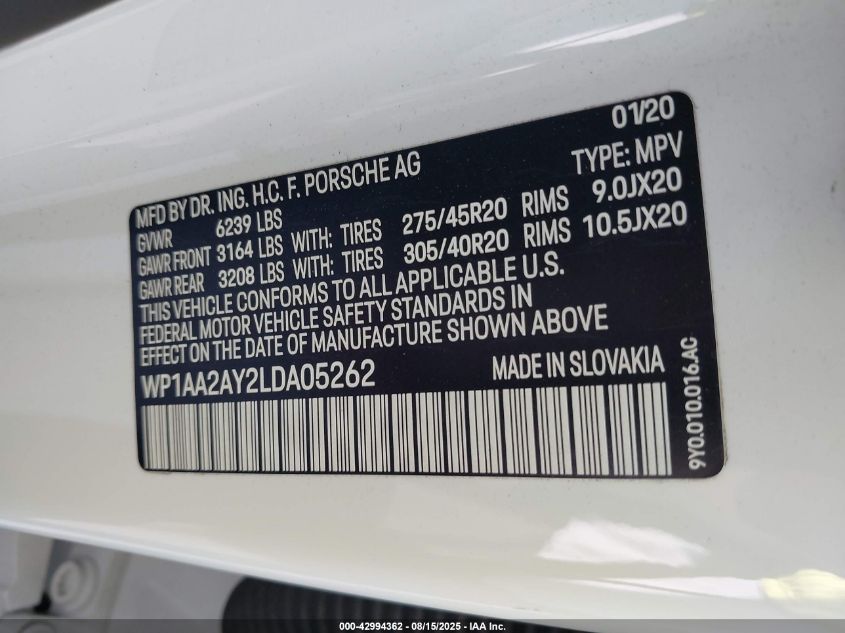 01/20
MFD BY DR. ING. H.C. F. PORSCHE AG TYPE: MPV
GVWR 6239 LBS
GAWR FRONT 3164 LBS WITH: TIRES 275/45R20 RIMS 9.0JX20
GAWR REAR 3208 LBS WITH: TIRES 305/40R20 RIMS 10.5JX20
THIS VEHICLE CONFORMS TO ALL APPLICABLE U.S.
FEDERAL MOTOR VEHICLE SAFETY STANDARDS IN
EFFECT ON THE DATE OF MANUFACTURE SHOWN ABOVE
WP1AA2AY2LDA05262 MADE IN SLOVAKIA
9Y0.010.016.AC
000-42994362 - 08/15/2025 - IAA Inc.